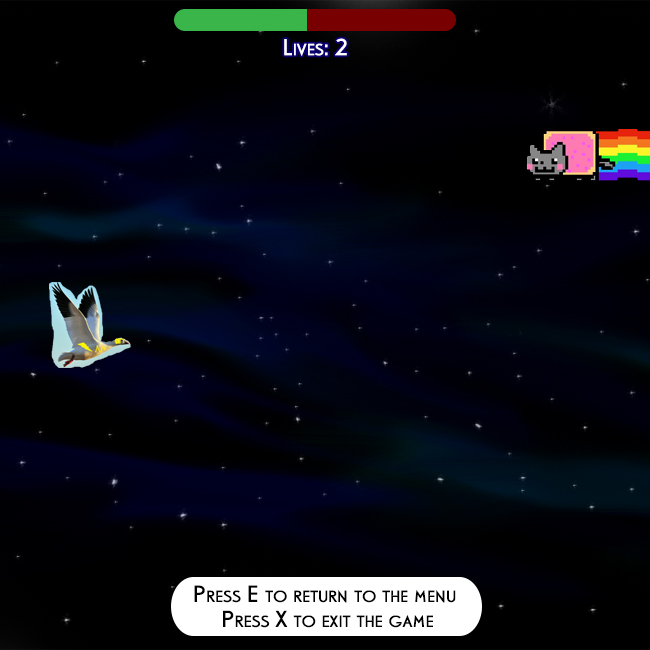 Lives: 2
Press E to return to the menu
Press X to exit the game